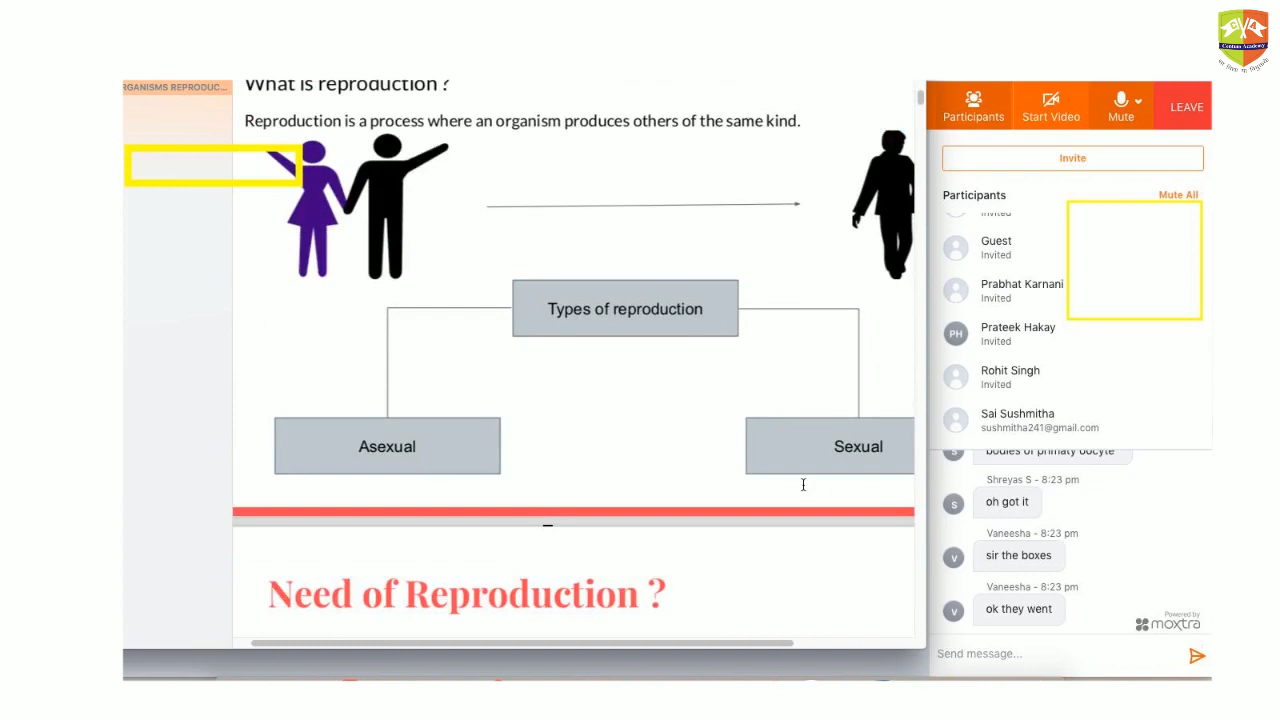 Centum Academy
RGANISMS REPRODUC...
What is reproduction ?
Reproduction is a process where an organism produces others of the same kind.
Types of reproduction
Asexual
Sexual
Need of Reproduction ?
Participants
Start Video
Mute
LEAVE
Invite
Participants
Mute All
Invited
Guest
Invited
Prabhat Karnani
Invited
PH
Prateek Hakay
Invited
Rohit Singh
Invited
Sai Sushmitha
sushmitha241@gmail.com
S
bodies of primaty oocyte
Shreyas S - 8:23 pm
S
oh got it
Vaneesha - 8:23 pm
V
sir the boxes
Vaneesha - 8:23 pm
V
ok they went
Powered by
moxtra
Send message...